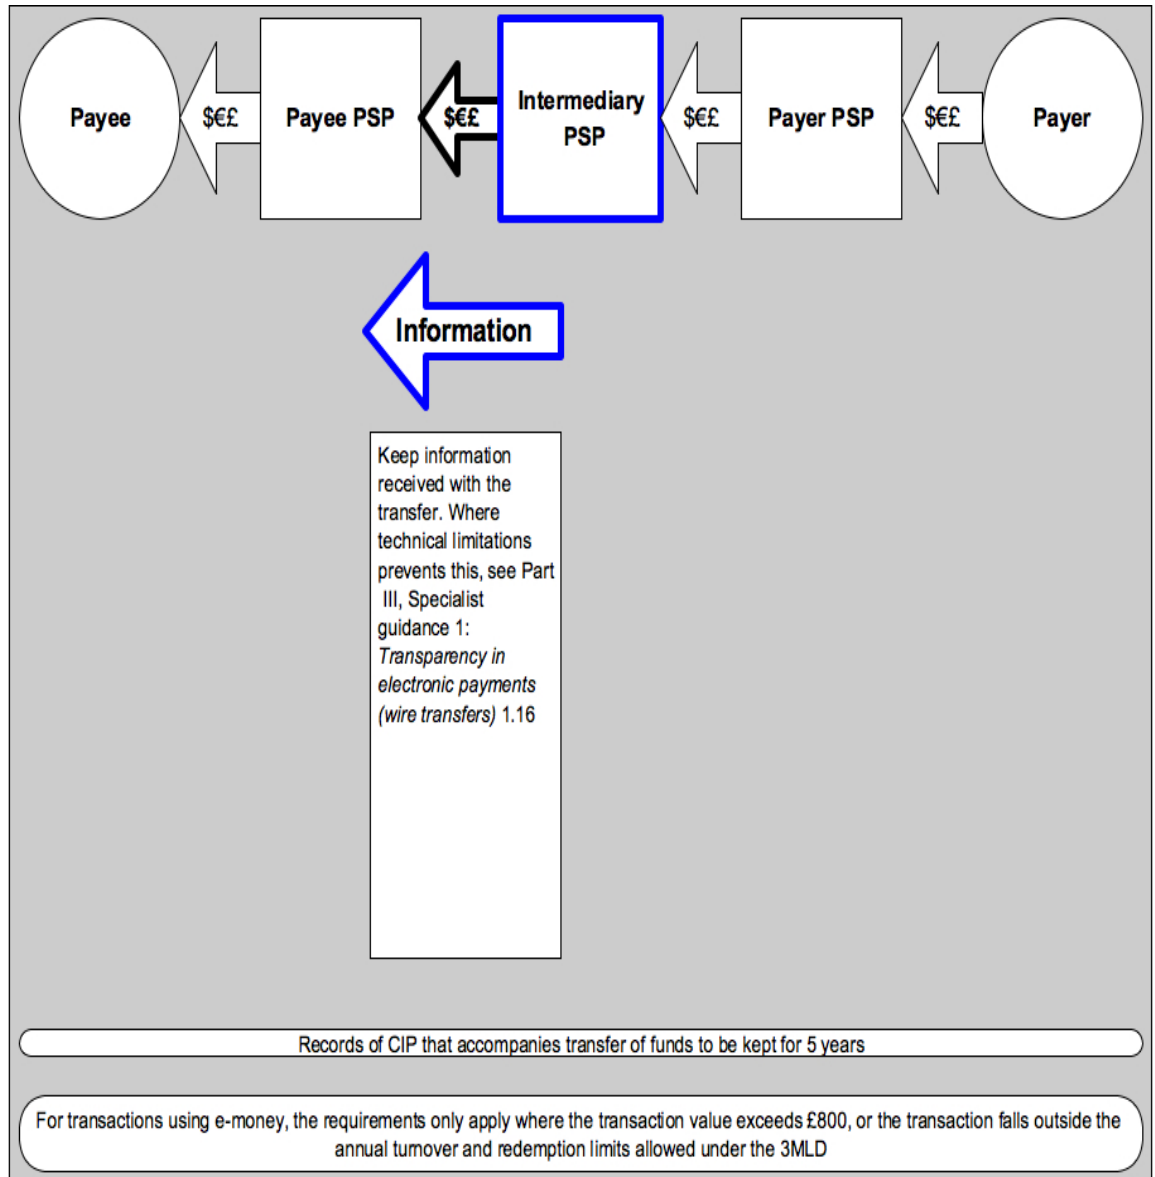 Payee
$€£
Payee PSP
$€£
Intermediary
PSP
$€£
Payer PSP
$€£
Payer
Information
Keep information
received with the
transfer. Where
technical limitations
prevents this, see Part
III, Specialist
guidance 1:
Transparency in
electronic payments
(wire transfers) 1.16
Records of CIP that accompanies transfer of funds to be kept for 5 years
For transactions using e-money, the requirements only apply where the transaction value exceeds £800, or the transaction falls outside the
annual turnover and redemption limits allowed under the 3MLD